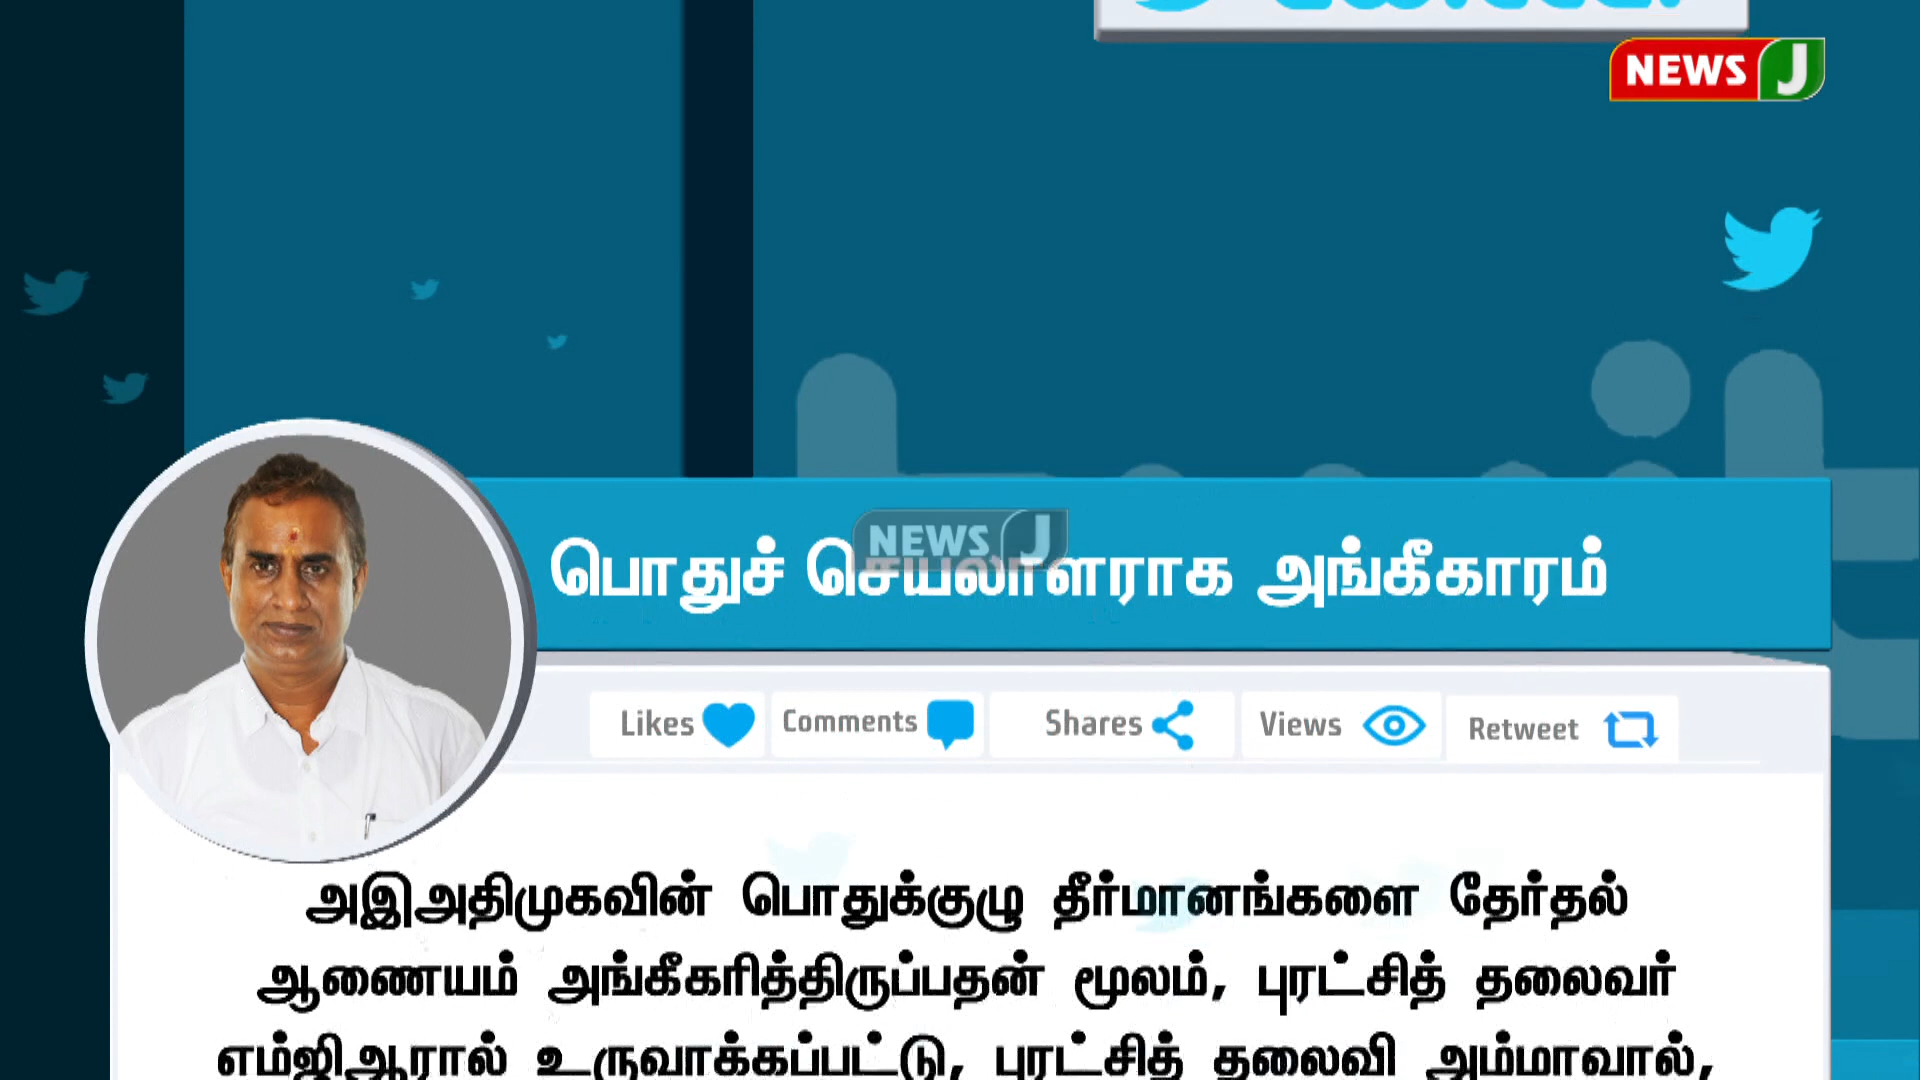 NEWS J
பொதுச் செயலாளராக அங்கீகாரம்
NEWS J
Likes Comments Shares Views Retweet
அஇஅதிமுகவின் பொதுக்குழு தீர்மானங்களை தேர்தல்
ஆணையம் அங்கீகரித்திருப்பதன் மூலம், புரட்சித் தலைவர்
எம்ஜிஆரால் உருவாக்கப்பட்டு, புரட்சித் தலைவி அம்மாவால்,